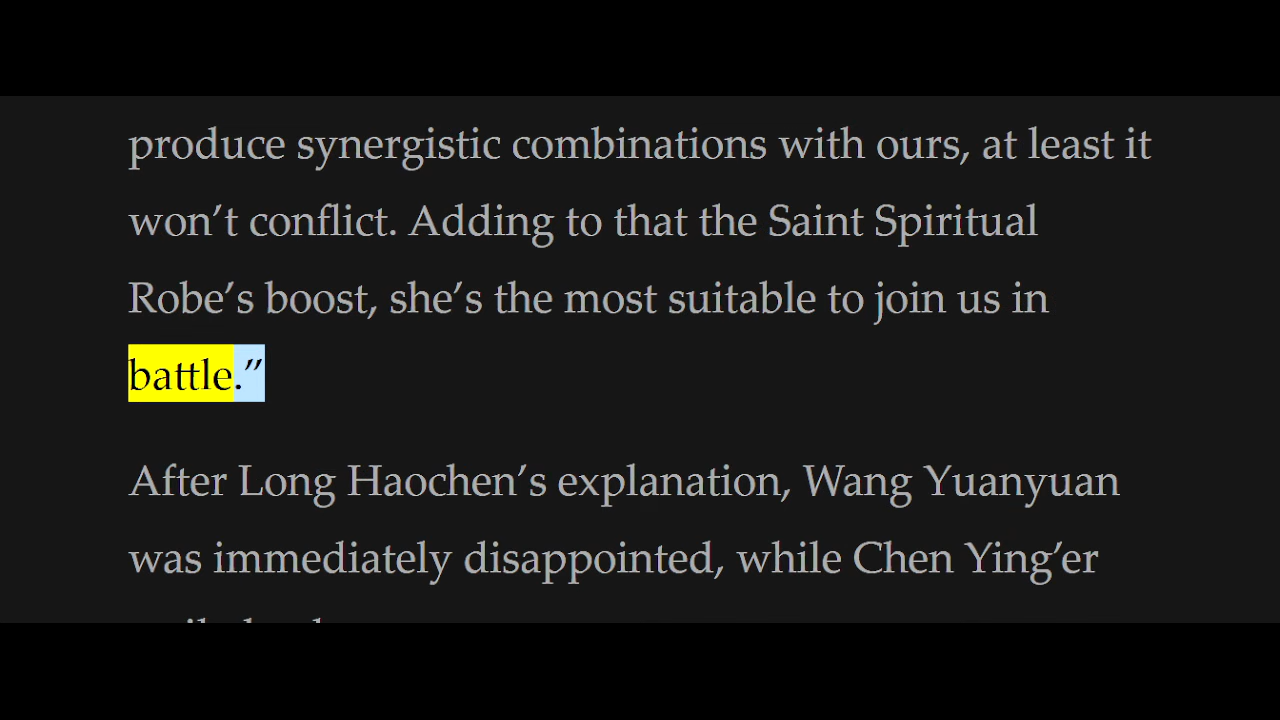 produce synergistic combinations with ours, at least it
won’t conflict. Adding to that the Saint Spiritual
Robe’s boost, she’s the most suitable to join us in
battle.”
After Long Haochen’s explanation, Wang Yuanyuan
was immediately disappointed, while Chen Ying’er